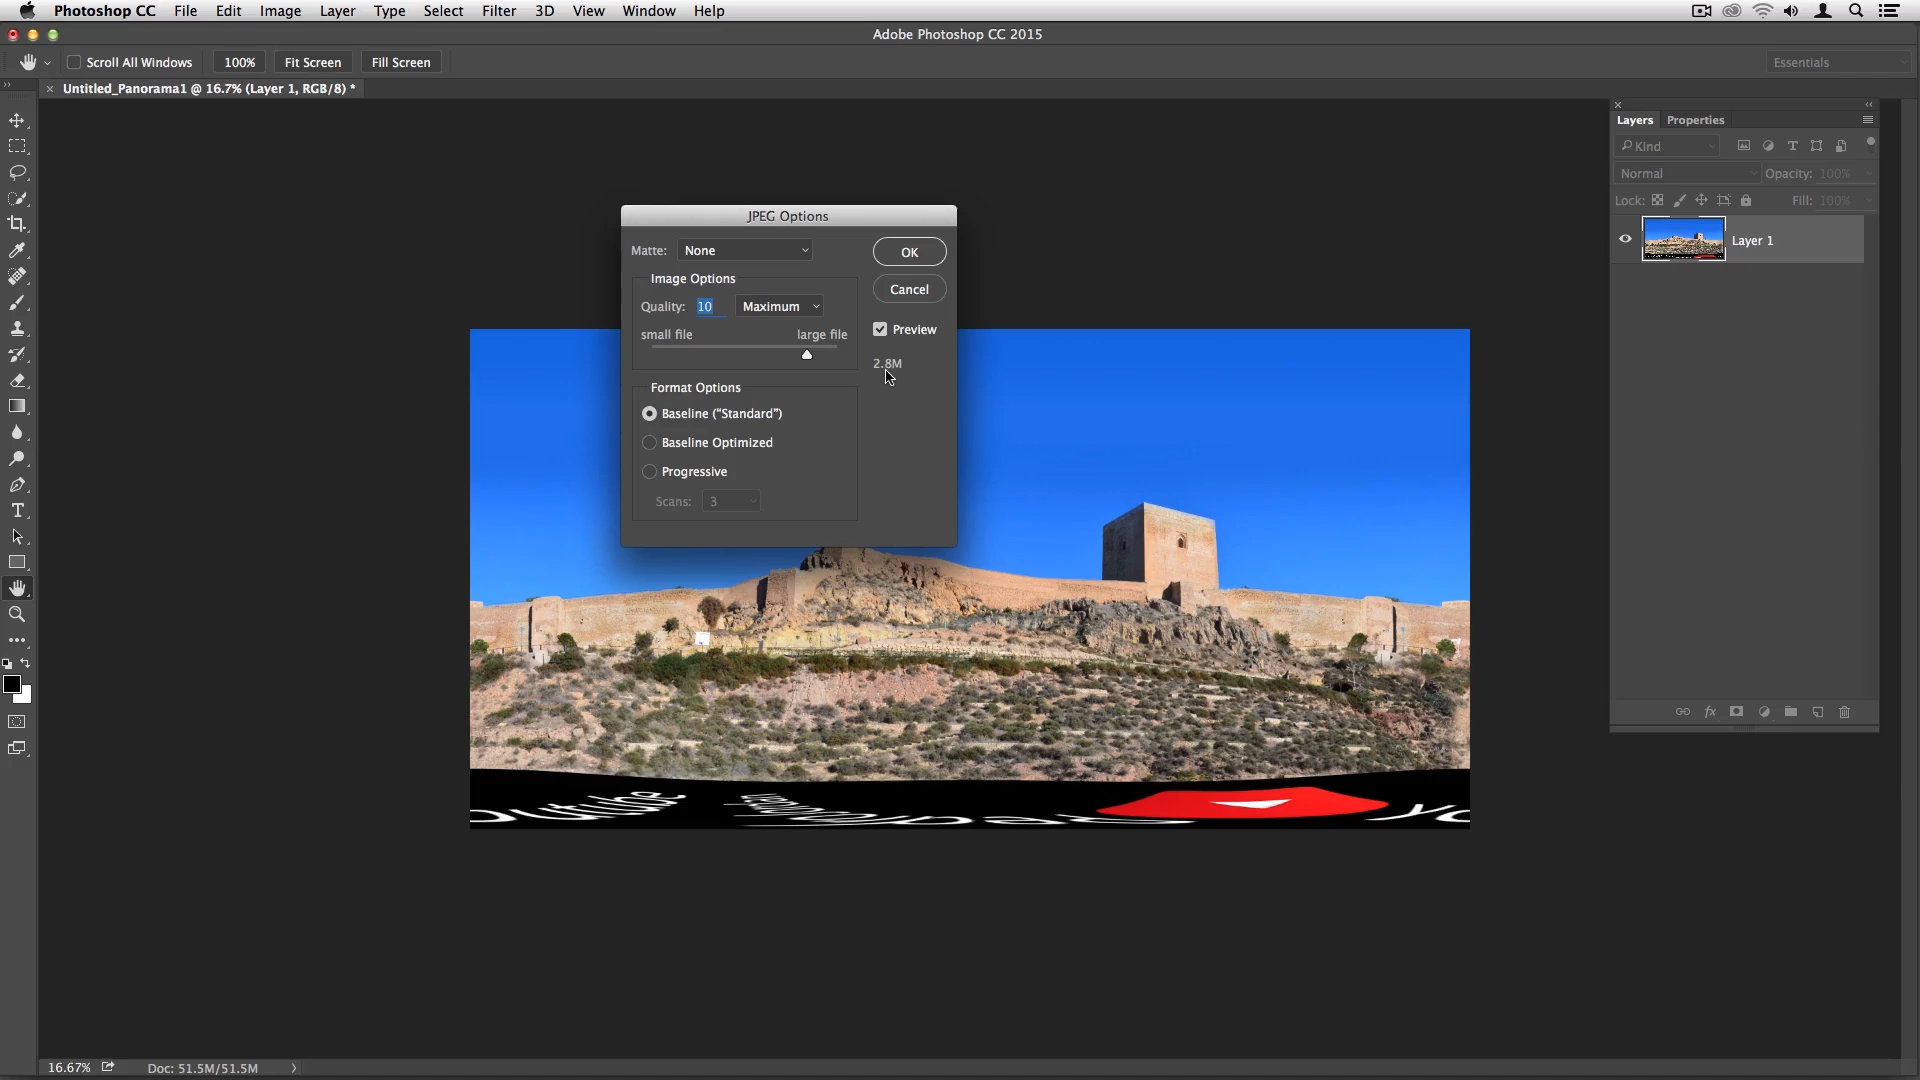 Photoshop CC File Edit Image Layer Type Select Filter 3D View Window Help
Adobe Photoshop CC 2015
Scroll All Windows 100% Fit Screen Fill Screen Essentials
Untitled_Panorama1 @ 16.7% (Layer 1, RGB/8) *
Layers Properties
Kind
Normal Opacity: 100%
Lock: Fill: 100%
Layer 1
fx
JPEG Options
Matte: None
OK
Image Options
Cancel
Quality: 10 Maximum
Preview
small file large file
2.8M
Format Options
Baseline (“Standard”)
Baseline Optimized
Progressive
Scans: 3
16.67% Doc: 51.5M/51.5M